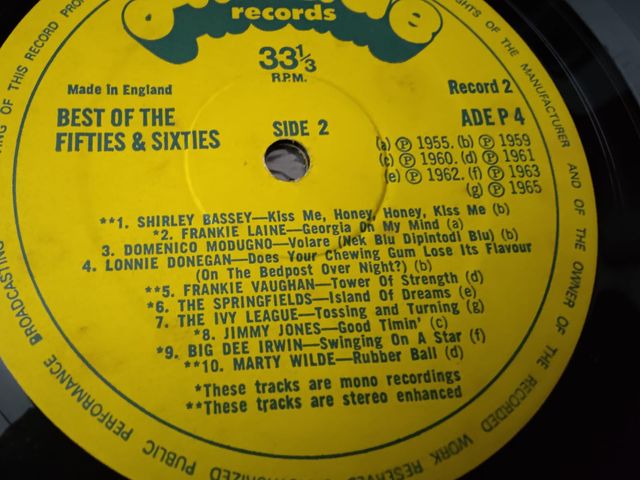 records
33 1/3
R.P.M.
Made in England
Record 2
BEST OF THE
FIFTIES & SIXTIES
SIDE 2
ADE P 4
(a) Ⓟ 1955. (b) Ⓟ 1959
(c) Ⓟ 1960. (d) Ⓟ 1961
(e) Ⓟ 1962. (f) Ⓟ 1963
(g) Ⓟ 1965
**1. SHIRLEY BASSEY—Kiss Me, Honey, Honey, Kiss Me (b)
*2. FRANKIE LAINE—Georgia On My Mind (a)
3. DOMENICO MODUGNO—Volare (Nek Blu Dipintodi Blu) (b)
4. LONNIE DONEGAN—Does Your Chewing Gum Lose Its Flavour
(On The Bedpost Over Night?) (b)
**5. FRANKIE VAUGHAN—Tower Of Strength (d)
*6. THE SPRINGFIELDS—Island Of Dreams (e)
7. THE IVY LEAGUE—Tossing and Turning (g)
*8. JIMMY JONES—Good Timin' (c)
*9. BIG DEE IRWIN—Swinging On A Star (f)
**10. MARTY WILDE—Rubber Ball (d)
*These tracks are mono recordings
**These tracks are stereo enhanced
OF THE MANUFACTURER AND OF THE OWNER OF THE RECORDED WORK RESERVED
PUBLIC PERFORMANCE BROADCASTING
OF THIS RECORD